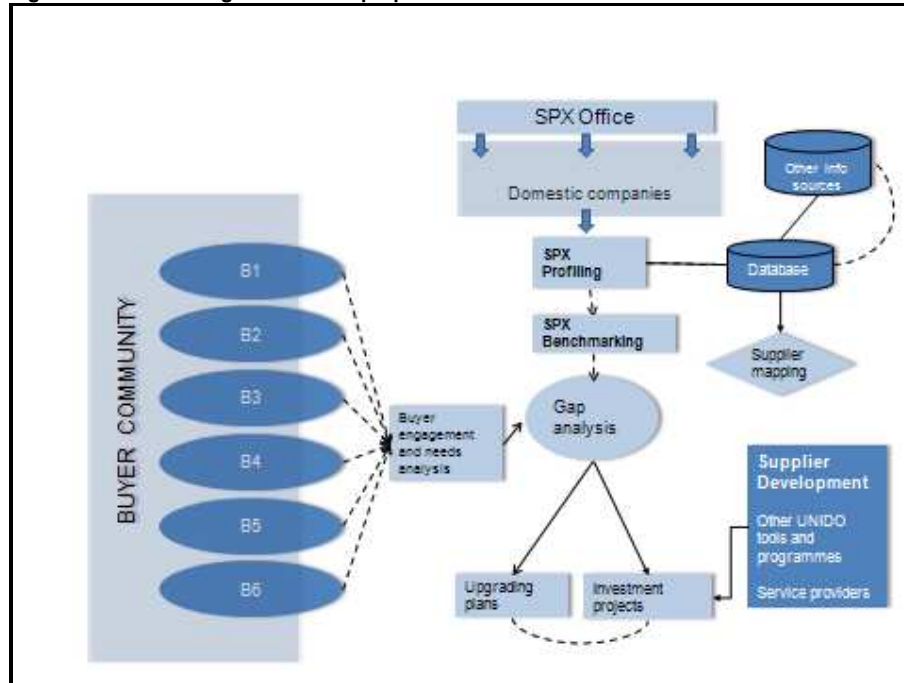 SPX Office
Domestic companies
Other info
sources
SPX
Profiling
Database
SPX
Benchmarking
Supplier
mapping
BUYER COMMUNITY
B1
B2
B3
B4
B5
B6
Buyer
engagement
and needs
analysis
Gap
analysis
Supplier
Development
Other UNIDO
tools and
programmes
Service providers
Upgrading
plans
Investment
projects